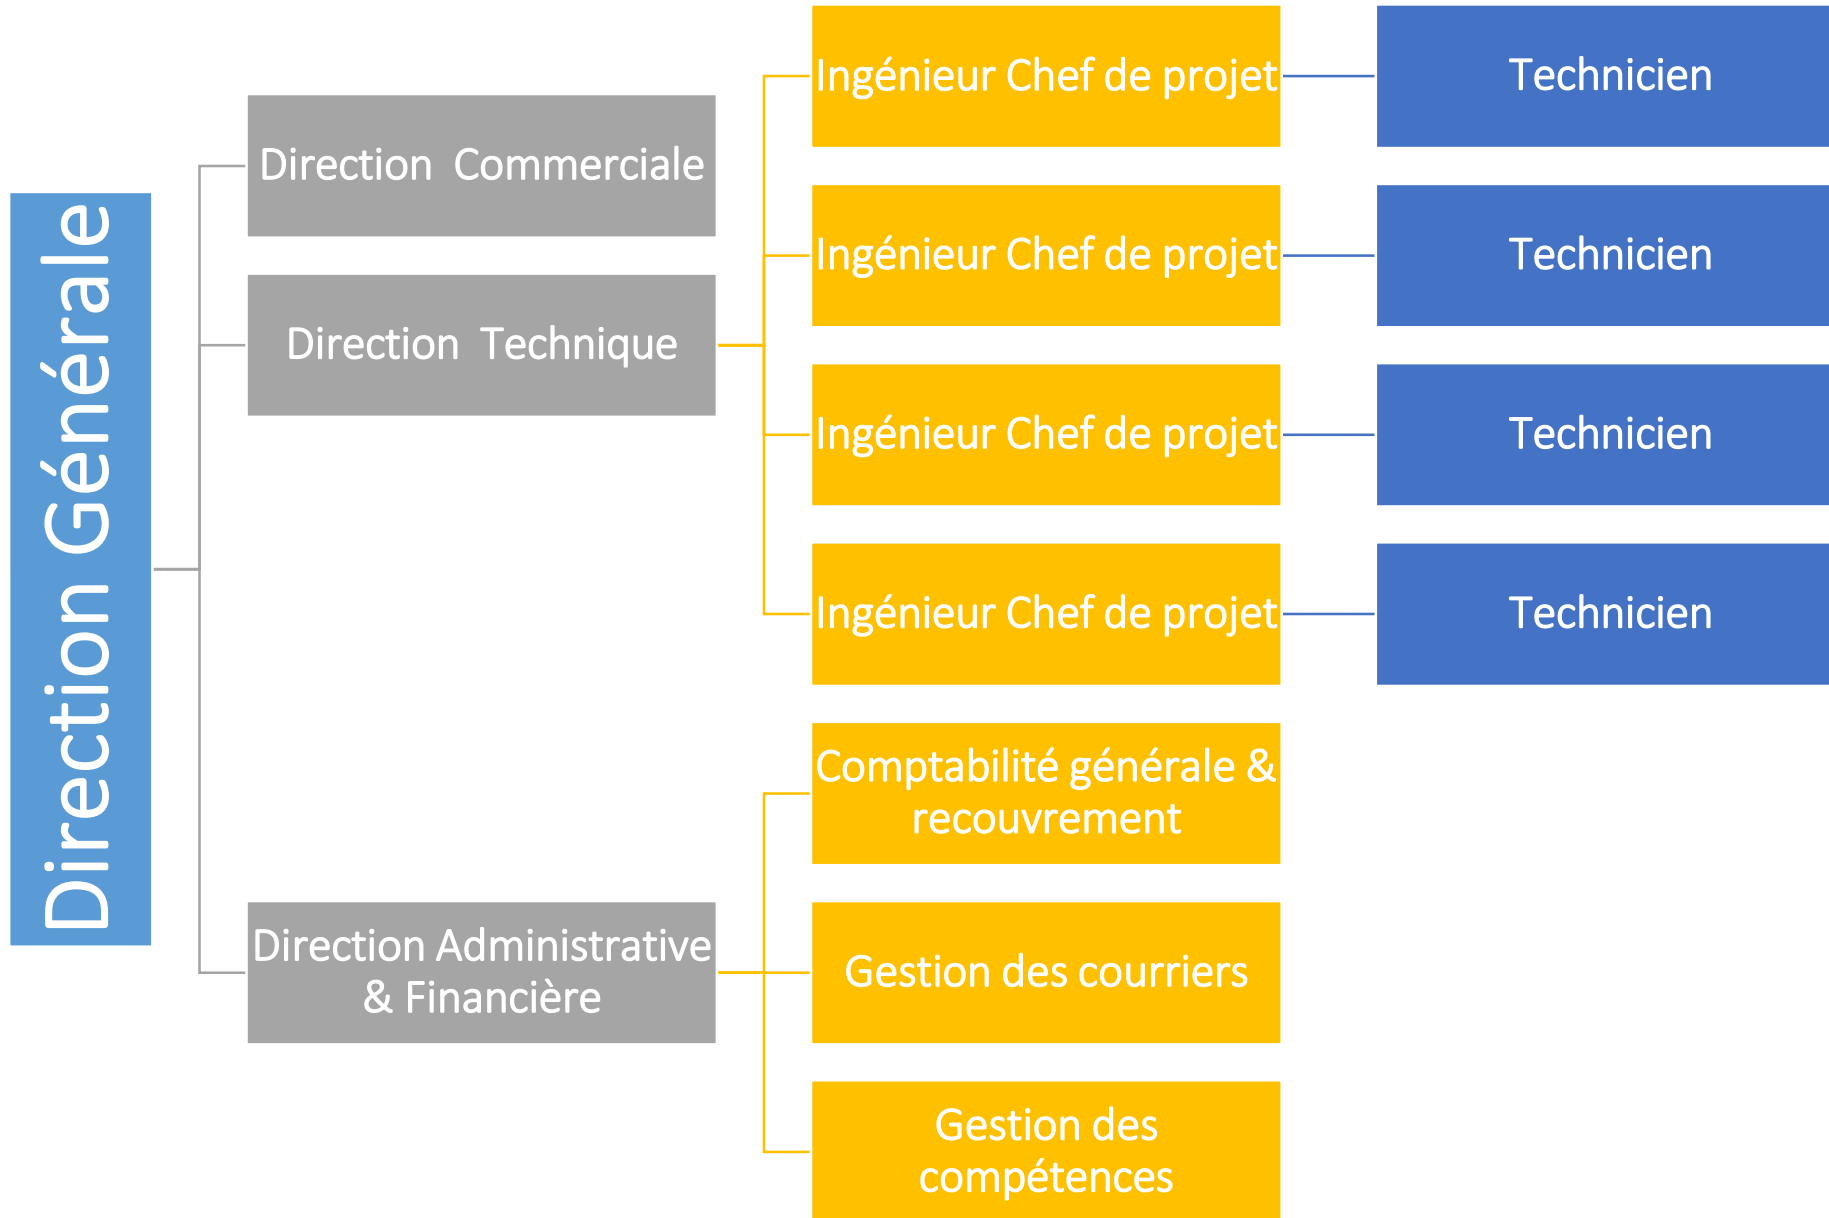 Direction Générale
Direction  Commerciale
Direction  Technique
Direction Administrative
& Financière
Ingénieur Chef de projet
Technicien
Ingénieur Chef de projet
Technicien
Ingénieur Chef de projet
Technicien
Ingénieur Chef de projet
Technicien
Comptabilité générale &
recouvrement
Gestion des courriers
Gestion des
compétences